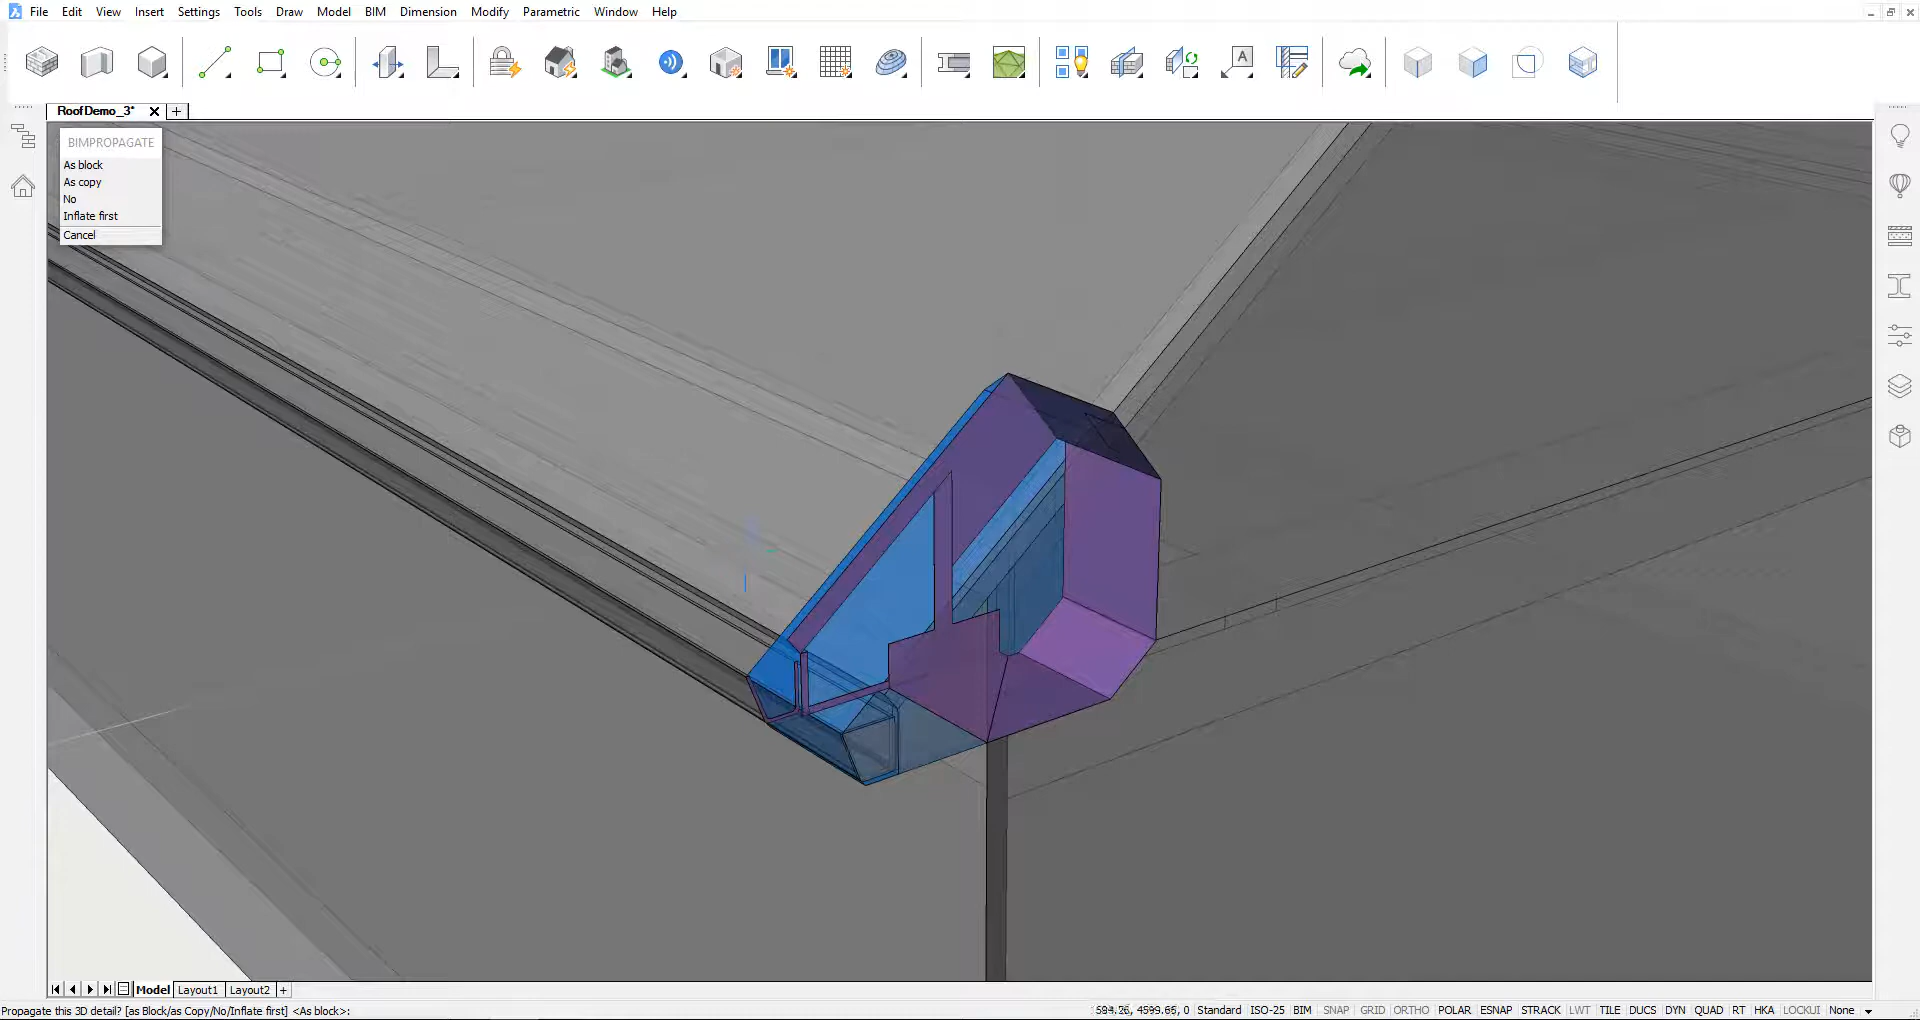 File Edit View Insert Settings Tools Draw Model BIM Dimension Modify Parametric Window Help
A
RoofDemo_3*
BIMPROPAGATE
As block
As copy
No
Inflate first
Cancel
Model Layout1 Layout2
Propagate this 3D detail? [as Block/as Copy/No/Inflate first] <As block>:
584.26, 4599.66, 0 Standard ISO-25 BIM SNAP GRID ORTHO POLAR ESNAP STRACK LWT TILE DUCS DYN QUAD RT HKA LOCKUI None